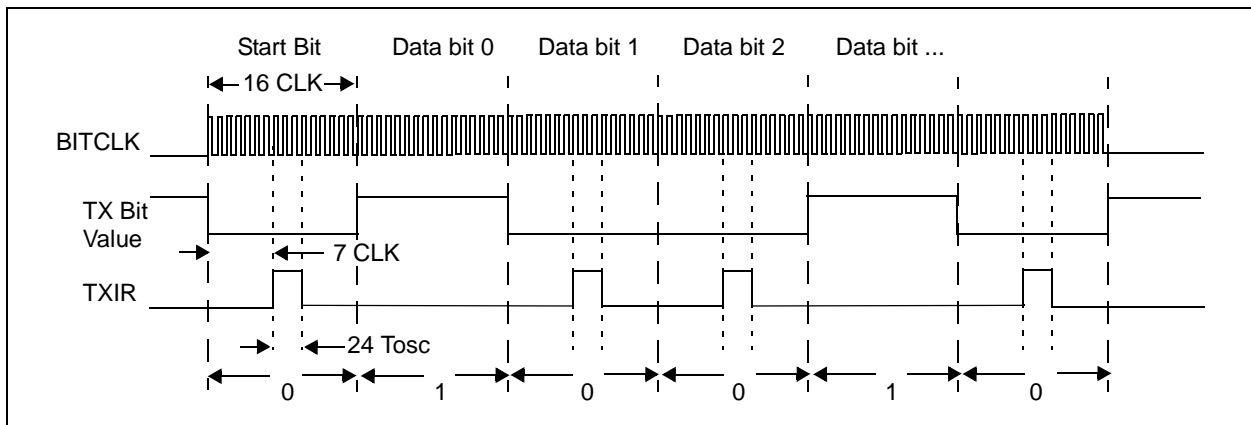 Start Bit Data bit 0 Data bit 1 Data bit 2 Data bit ...
16 CLK
BITCLK
TX Bit
Value
7 CLK
TXIR
24 Tosc
0 1 0 0 1 0